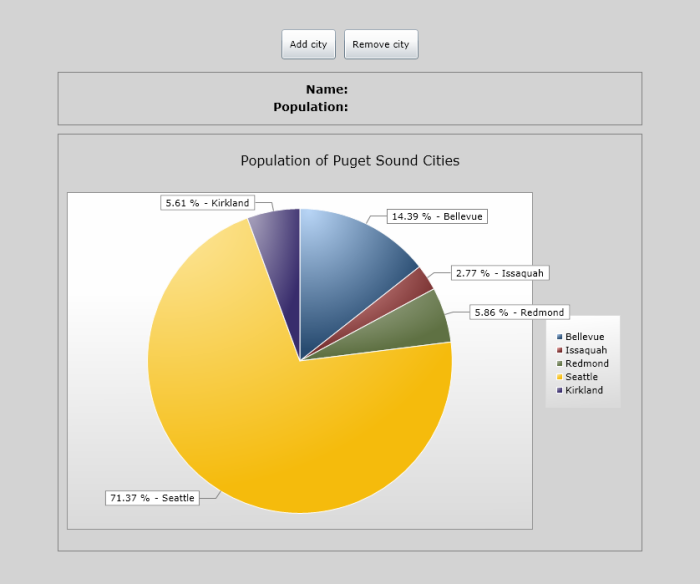 Add city
Remove city
Name:
Population:
Population of Puget Sound Cities
5.61 % - Kirkland
14.39 % - Bellevue
2.77 % - Issaquah
5.86 % - Redmond
Bellevue
Issaquah
Redmond
Seattle
Kirkland
71.37 % - Seattle